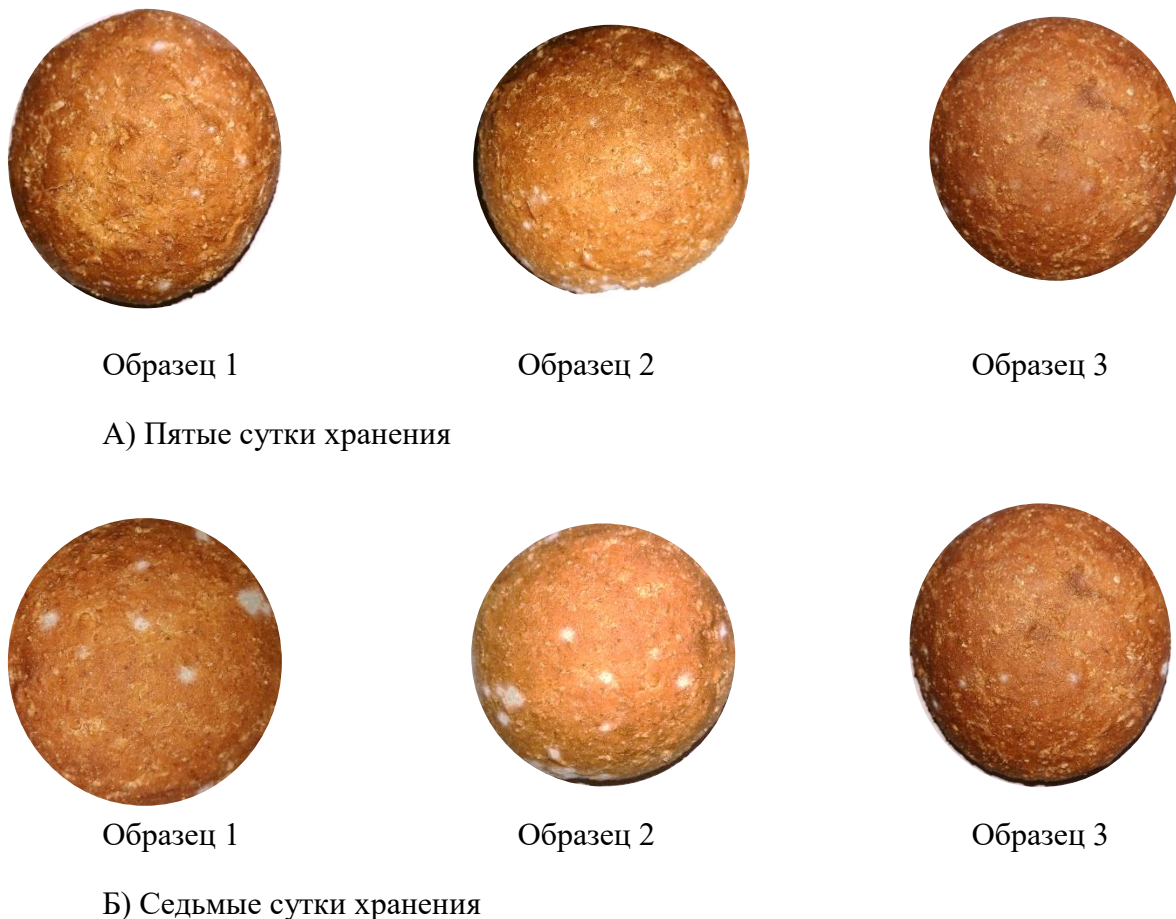 Образец 1 Образец 2 Образец 3
А) Пятые сутки хранения
Образец 1 Образец 2 Образец 3
Б) Седьмые сутки хранения